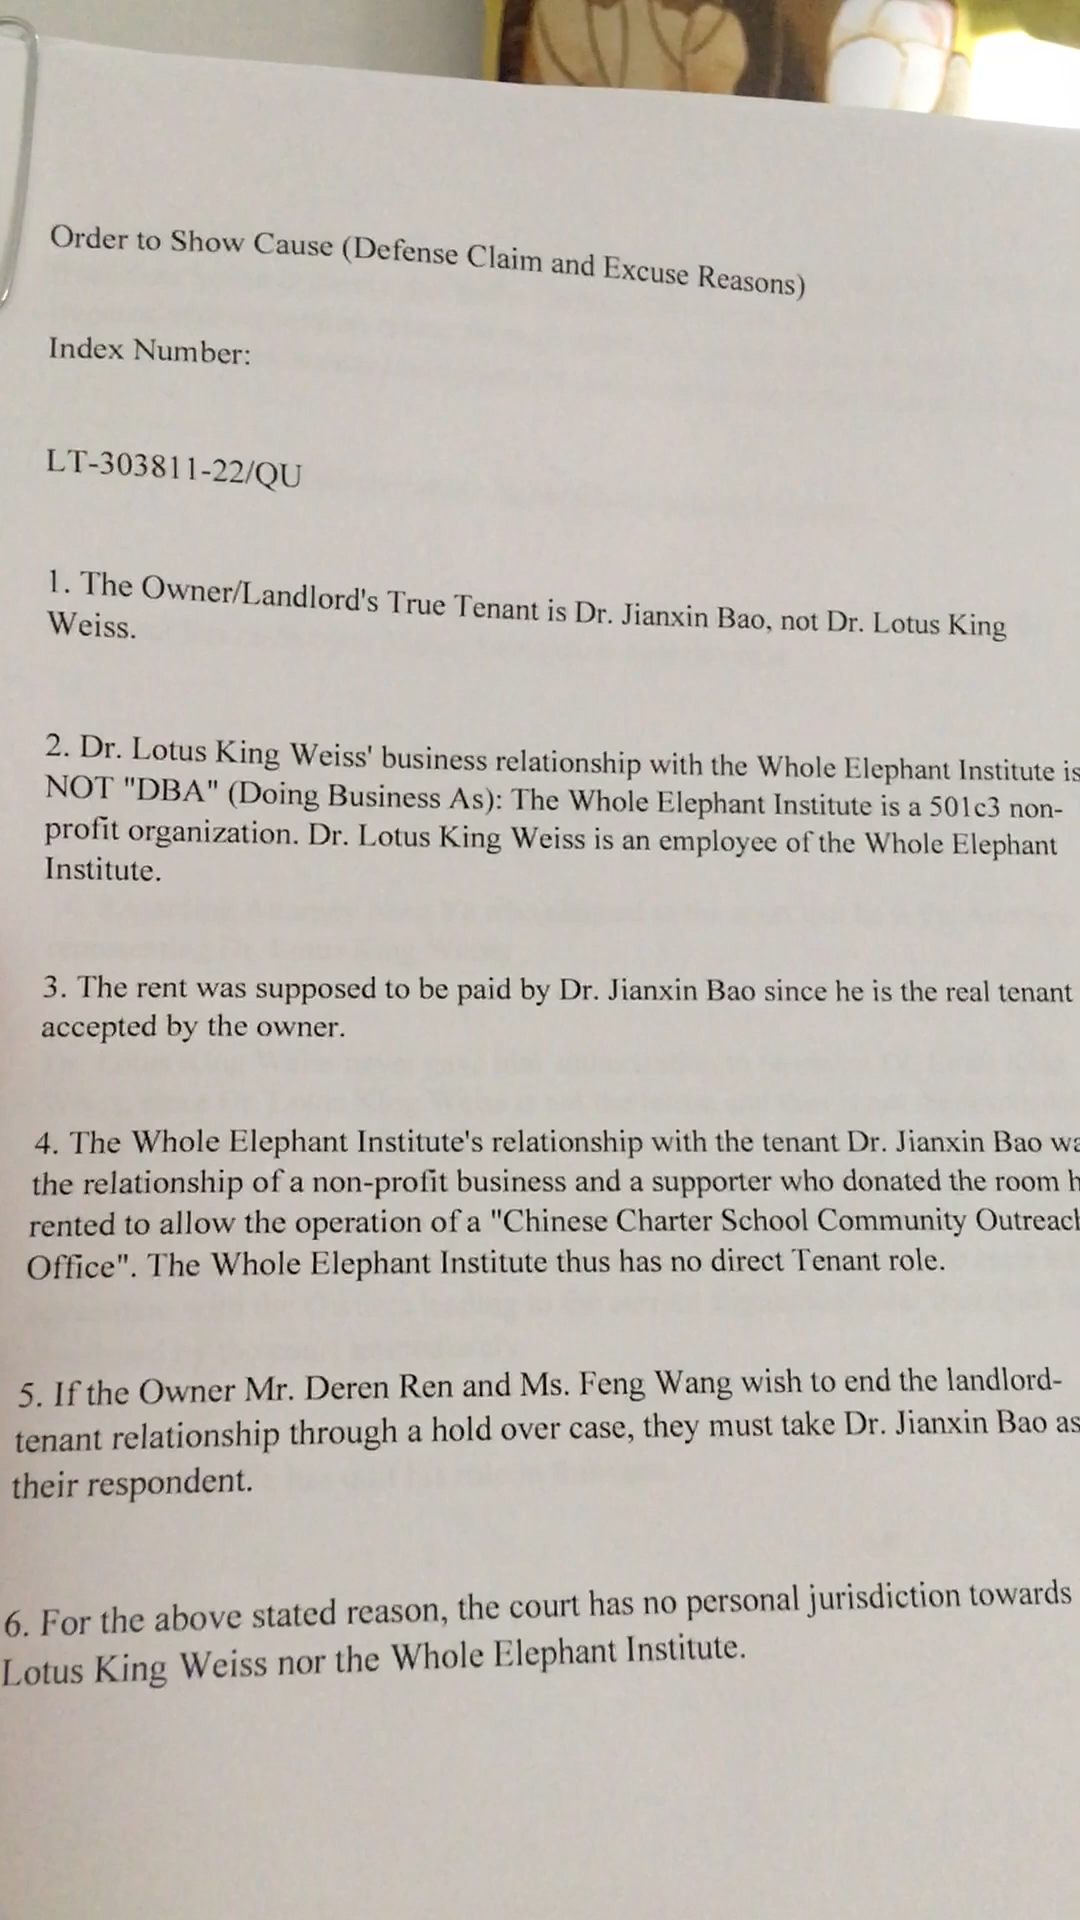 Order to Show Cause (Defense Claim and Excuse Reasons)
Index Number:
LT-303811-22/QU
1. The Owner/Landlord's True Tenant is Dr. Jianxin Bao, not Dr. Lotus King
Weiss.
2. Dr. Lotus King Weiss' business relationship with the Whole Elephant Institute is
NOT "DBA" (Doing Business As): The Whole Elephant Institute is a 501c3 non-
profit organization. Dr. Lotus King Weiss is an employee of the Whole Elephant
Institute.
3. The rent was supposed to be paid by Dr. Jianxin Bao since he is the real tenant
accepted by the owner.
4. The Whole Elephant Institute's relationship with the tenant Dr. Jianxin Bao
the relationship of a non-profit business and a supporter who donated the room
rented to allow the operation of a "Chinese Charter School Community Outreach
Office". The Whole Elephant Institute thus has no direct Tenant role.
5. If the Owner Mr. Deren Ren and Ms. Feng Wang wish to end the landlord-
tenant relationship through a hold over case, they must take Dr. Jianxin Bao as
their respondent.
6. For the above stated reason, the court has no personal jurisdiction towards
Lotus King Weiss nor the Whole Elephant Institute.